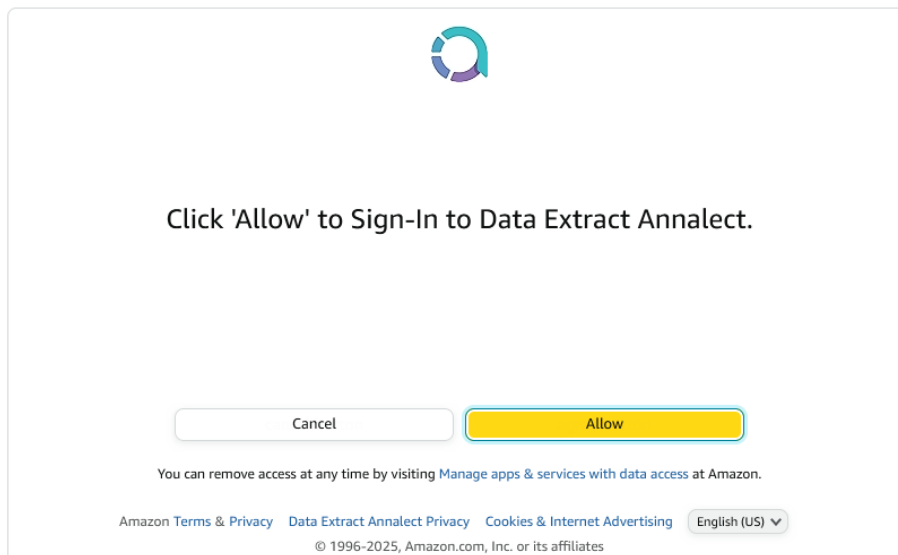 Click 'Allow' to Sign-In to Data Extract Annalect.
Cancel Allow
You can remove access at any time by visiting Manage apps & services with data access at Amazon.
Amazon Terms & Privacy Data Extract Annalect Privacy Cookies & Internet Advertising English (US)
© 1996-2025, Amazon.com, Inc. or its affiliates